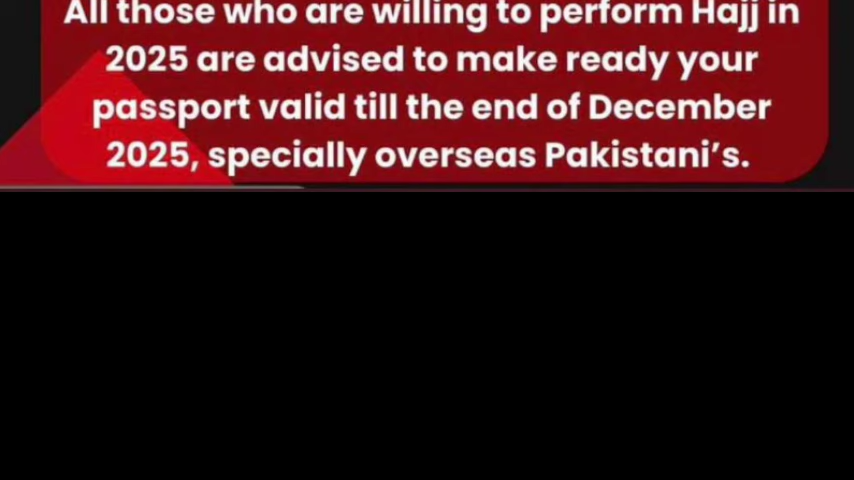 All those who are willing to perform Hajj in
2025 are advised to make ready your
passport valid till the end of December
2025, specially overseas Pakistani’s.